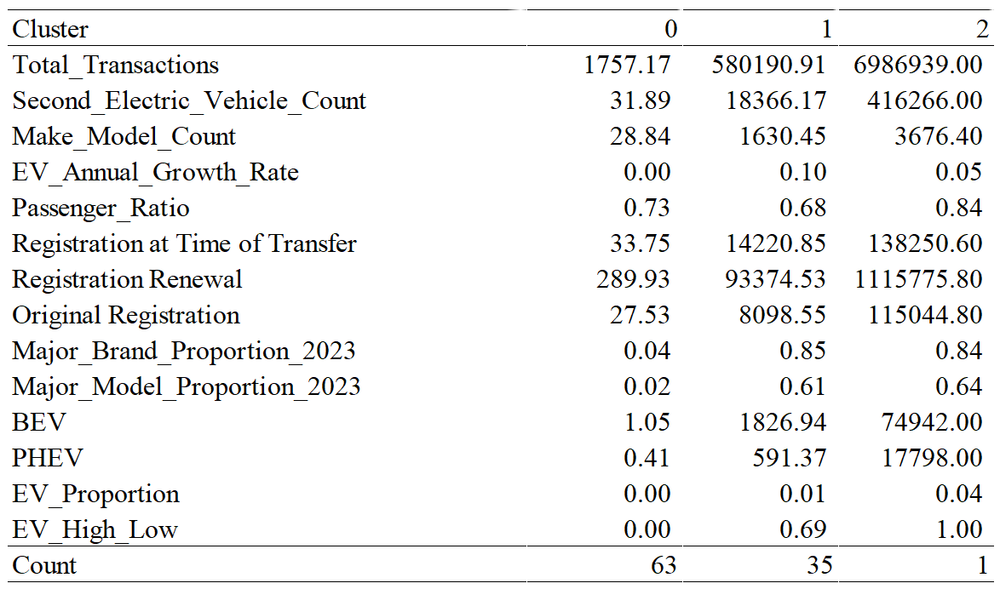 Cluster 0 1 2
Total_Transactions 1757.17 580190.91 6986939.00
Second_Electric_Vehicle_Count 31.89 18366.17 416266.00
Make_Model_Count 28.84 1630.45 3676.40
EV_Annual_Growth_Rate 0.00 0.10 0.05
Passenger_Ratio 0.73 0.68 0.84
Registration at Time of Transfer 33.75 14220.85 138250.60
Registration Renewal 289.93 93374.53 1115775.80
Original Registration 27.53 8098.55 115044.80
Major_Brand_Proportion_2023 0.04 0.85 0.84
Major_Model_Proportion_2023 0.02 0.61 0.64
BEV 1.05 1826.94 74942.00
PHEV 0.41 591.37 17798.00
EV_Proportion 0.00 0.01 0.04
EV_High_Low 0.00 0.69 1.00
Count 63 35 1